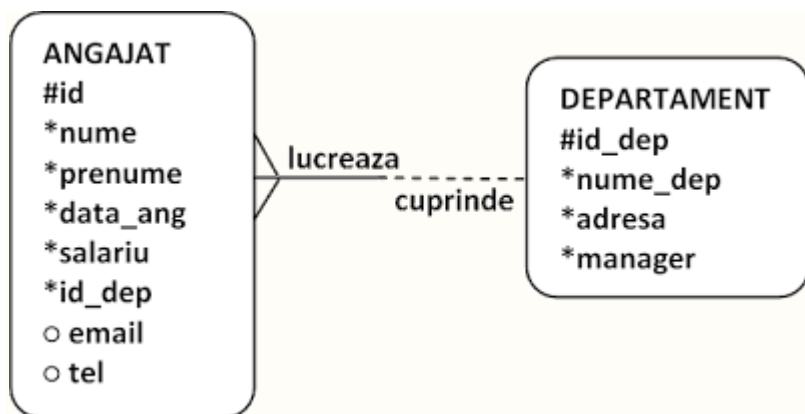 ANGAJAT
#id
*nume
*prenume
*data_ang
*salariu
*id_dep
○ email
○ tel
lucreaza
cuprinde
DEPARTAMENT
#id_dep
*nume_dep
*adresa
*manager